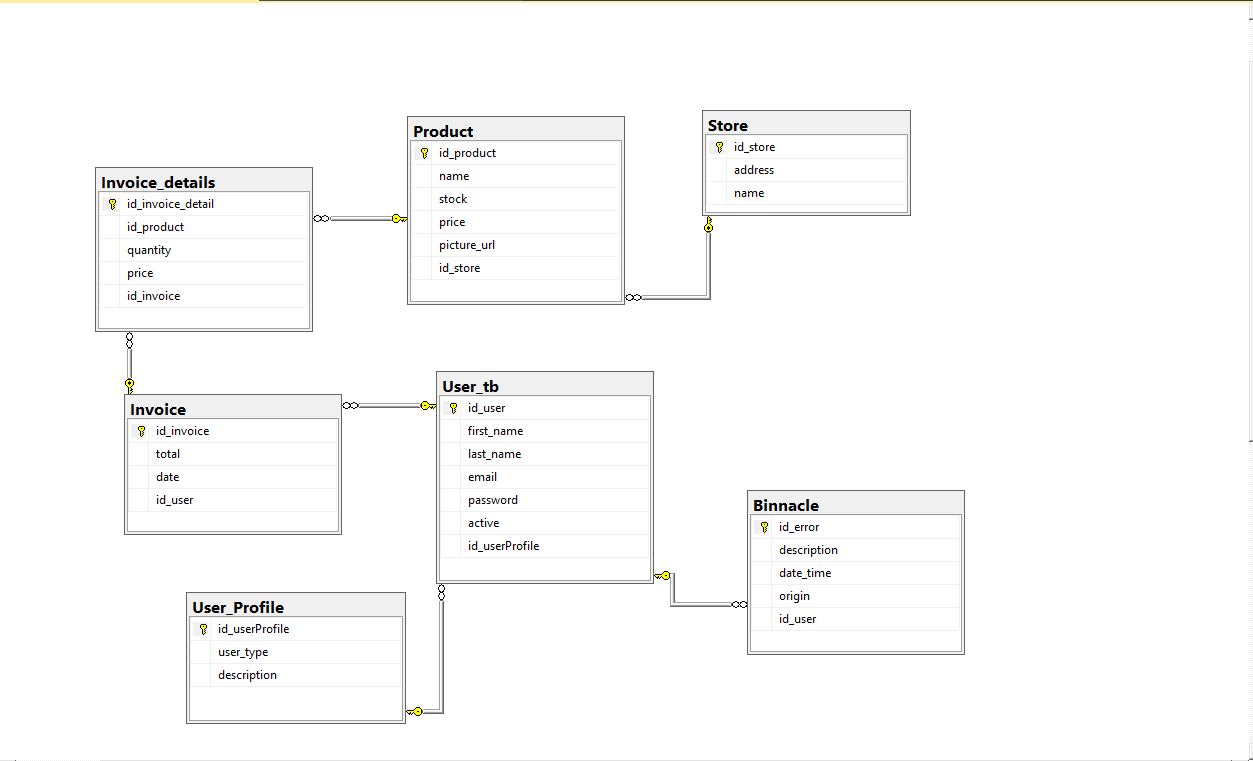 Product
id_product
name
stock
price
picture_url
id_store
Store
id_store
address
name
Invoice_details
id_invoice_detail
id_product
quantity
price
id_invoice
Invoice
id_invoice
total
date
id_user
User_tb
id_user
first_name
last_name
email
password
active
id_userProfile
Binnacle
id_error
description
date_time
origin
id_user
User_Profile
id_userProfile
user_type
description